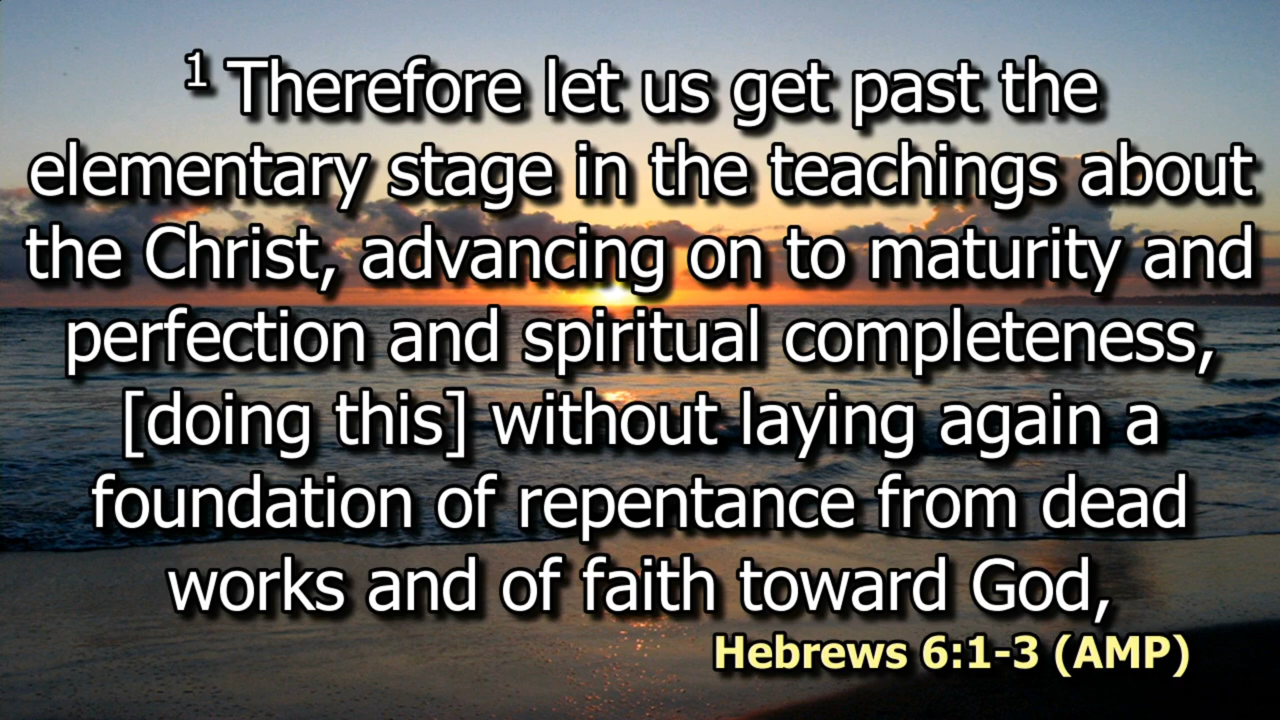 1 Therefore let us get past the
elementary stage in the teachings about
the Christ, advancing on to maturity and
perfection and spiritual completeness,
[doing this] without laying again a
foundation of repentance from dead
works and of faith toward God,
Hebrews 6:1-3 (AMP)